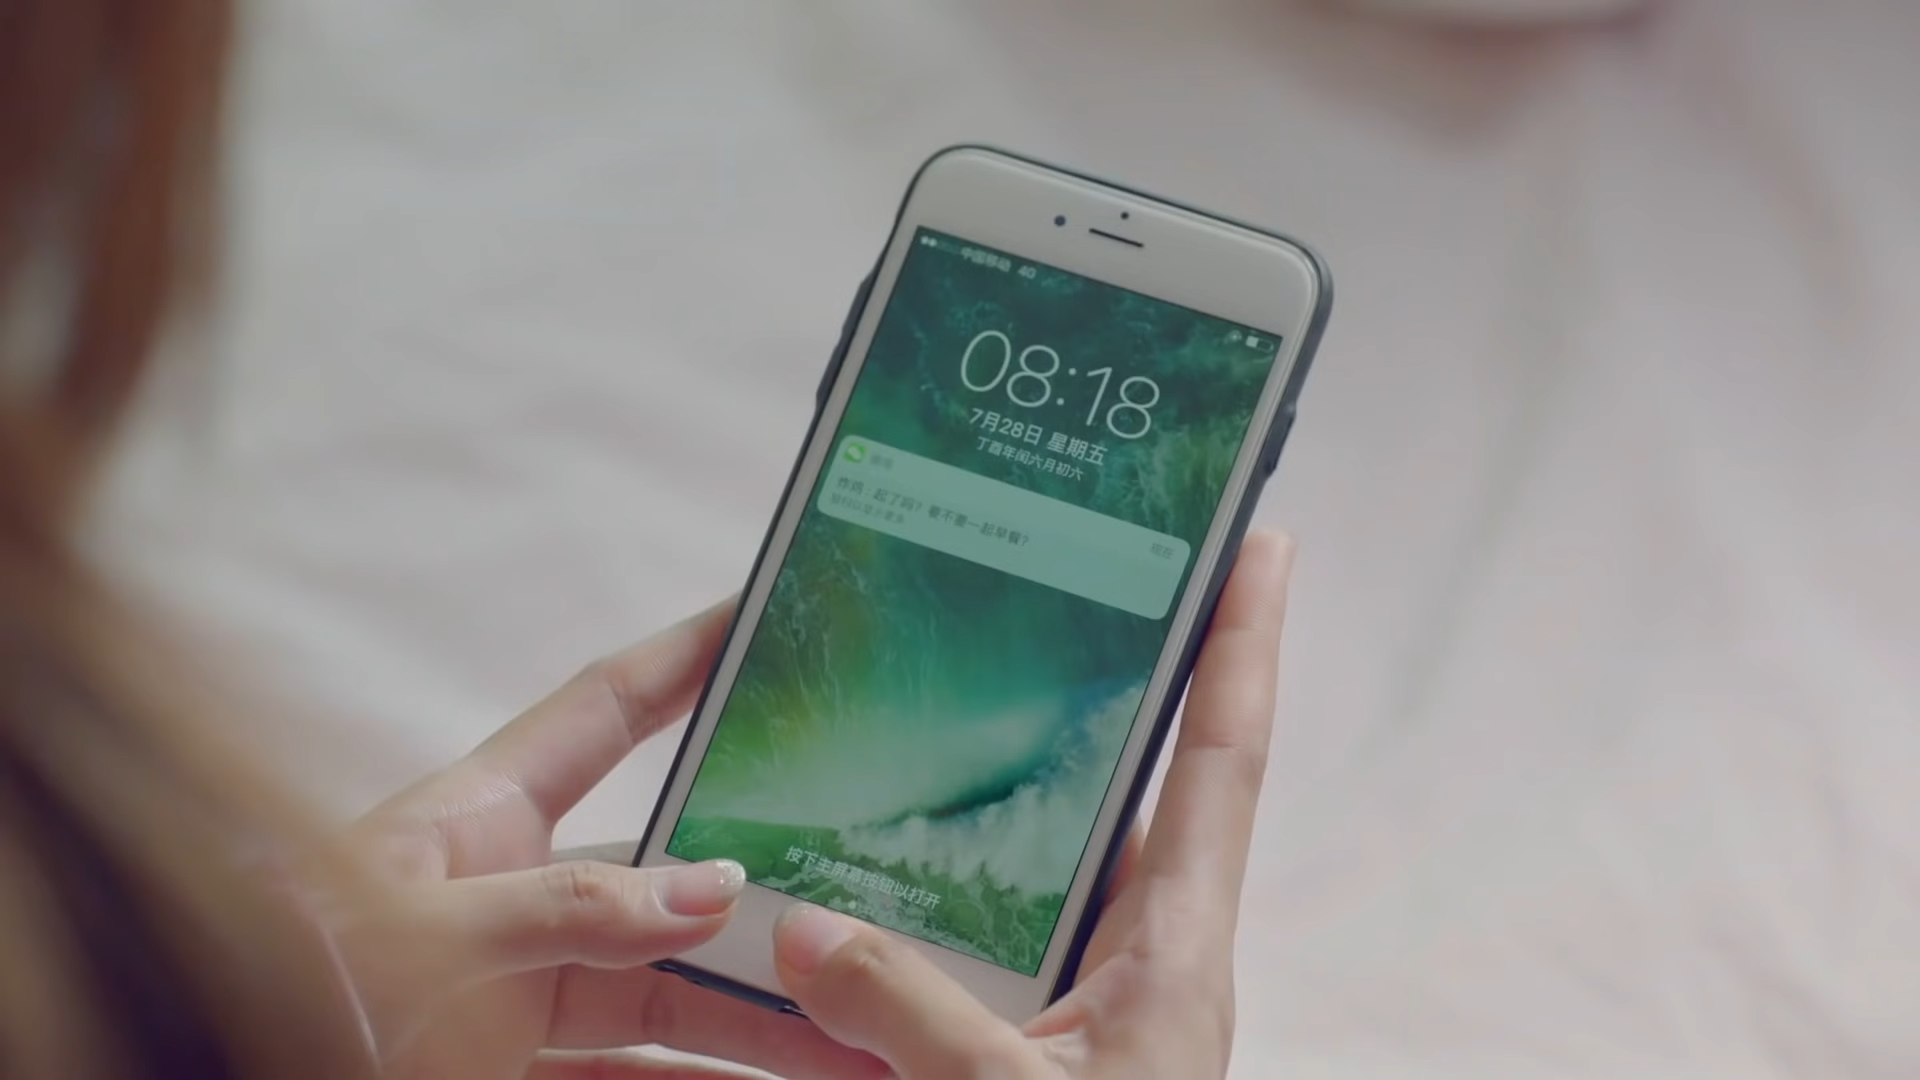 中国移动 4G
08:18
7月28日 星期五
丁酉年闰六月初六
微信
现在
炸鸡：起了吗？要不要一起早餐？
按下主屏幕按钮以打开